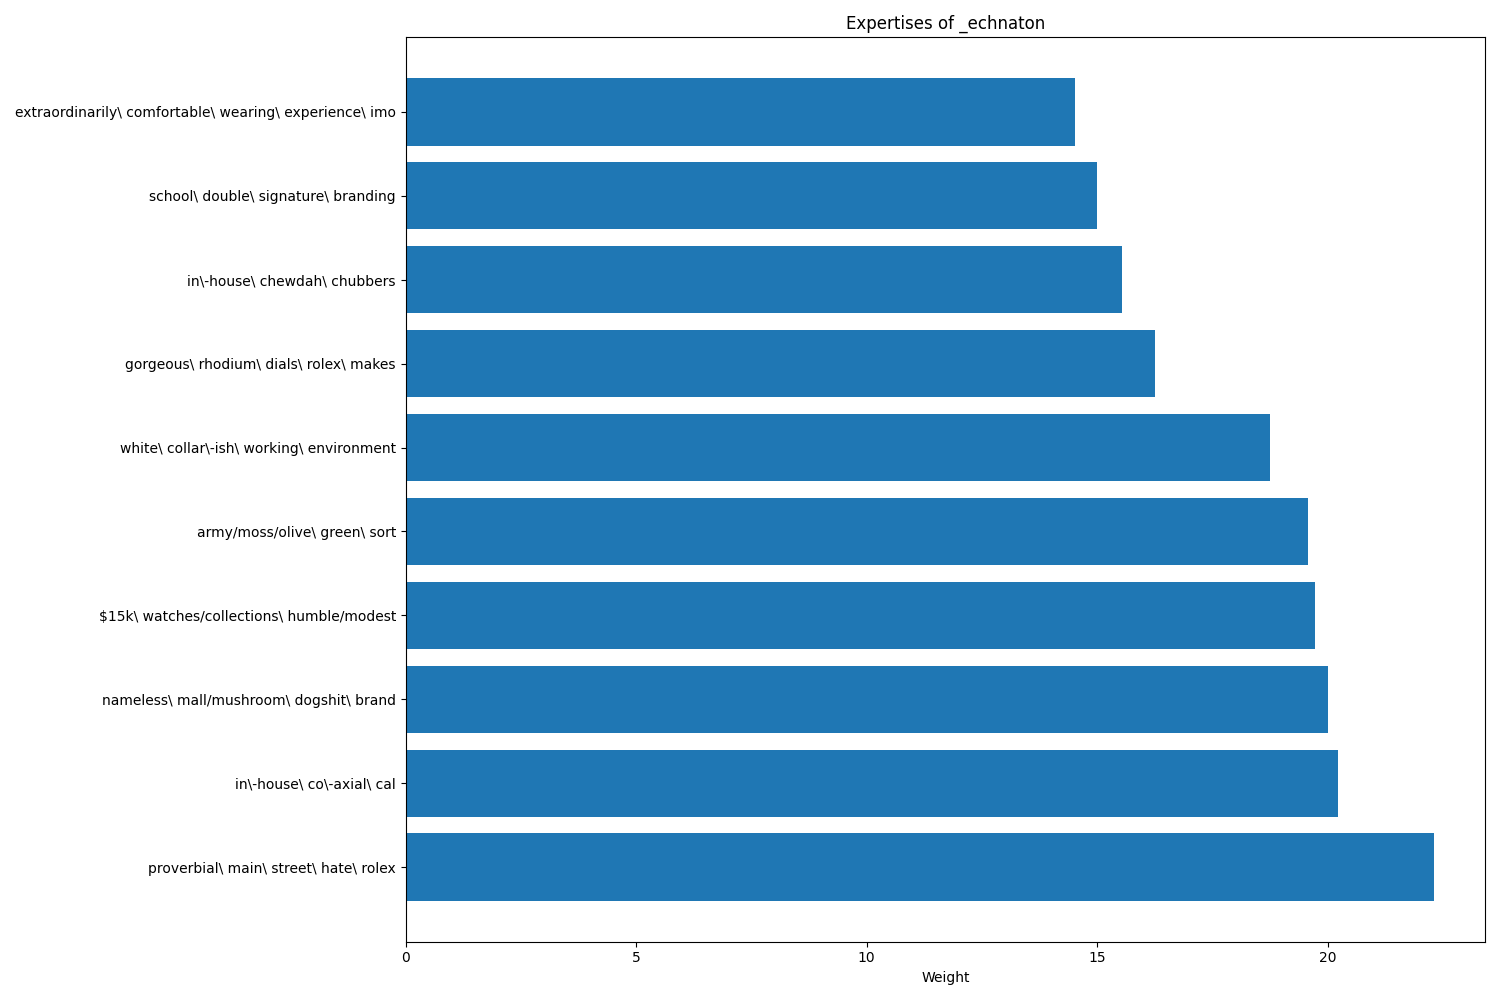 Expertises of _echnaton
extraordinarily\ comfortable\ wearing\ experience\ imo
school\ double\ signature\ branding
in\-house\ chewdah\ chubbers
gorgeous\ rhodium\ dials\ rolex\ makes
white\ collar\-ish\ working\ environment
army/moss/olive\ green\ sort
$15k\ watches/collections\ humble/modest
nameless\ mall/mushroom\ dogshit\ brand
in\-house\ co\-axial\ cal
proverbial\ main\ street\ hate\ rolex
0 5 10 15 20
Weight